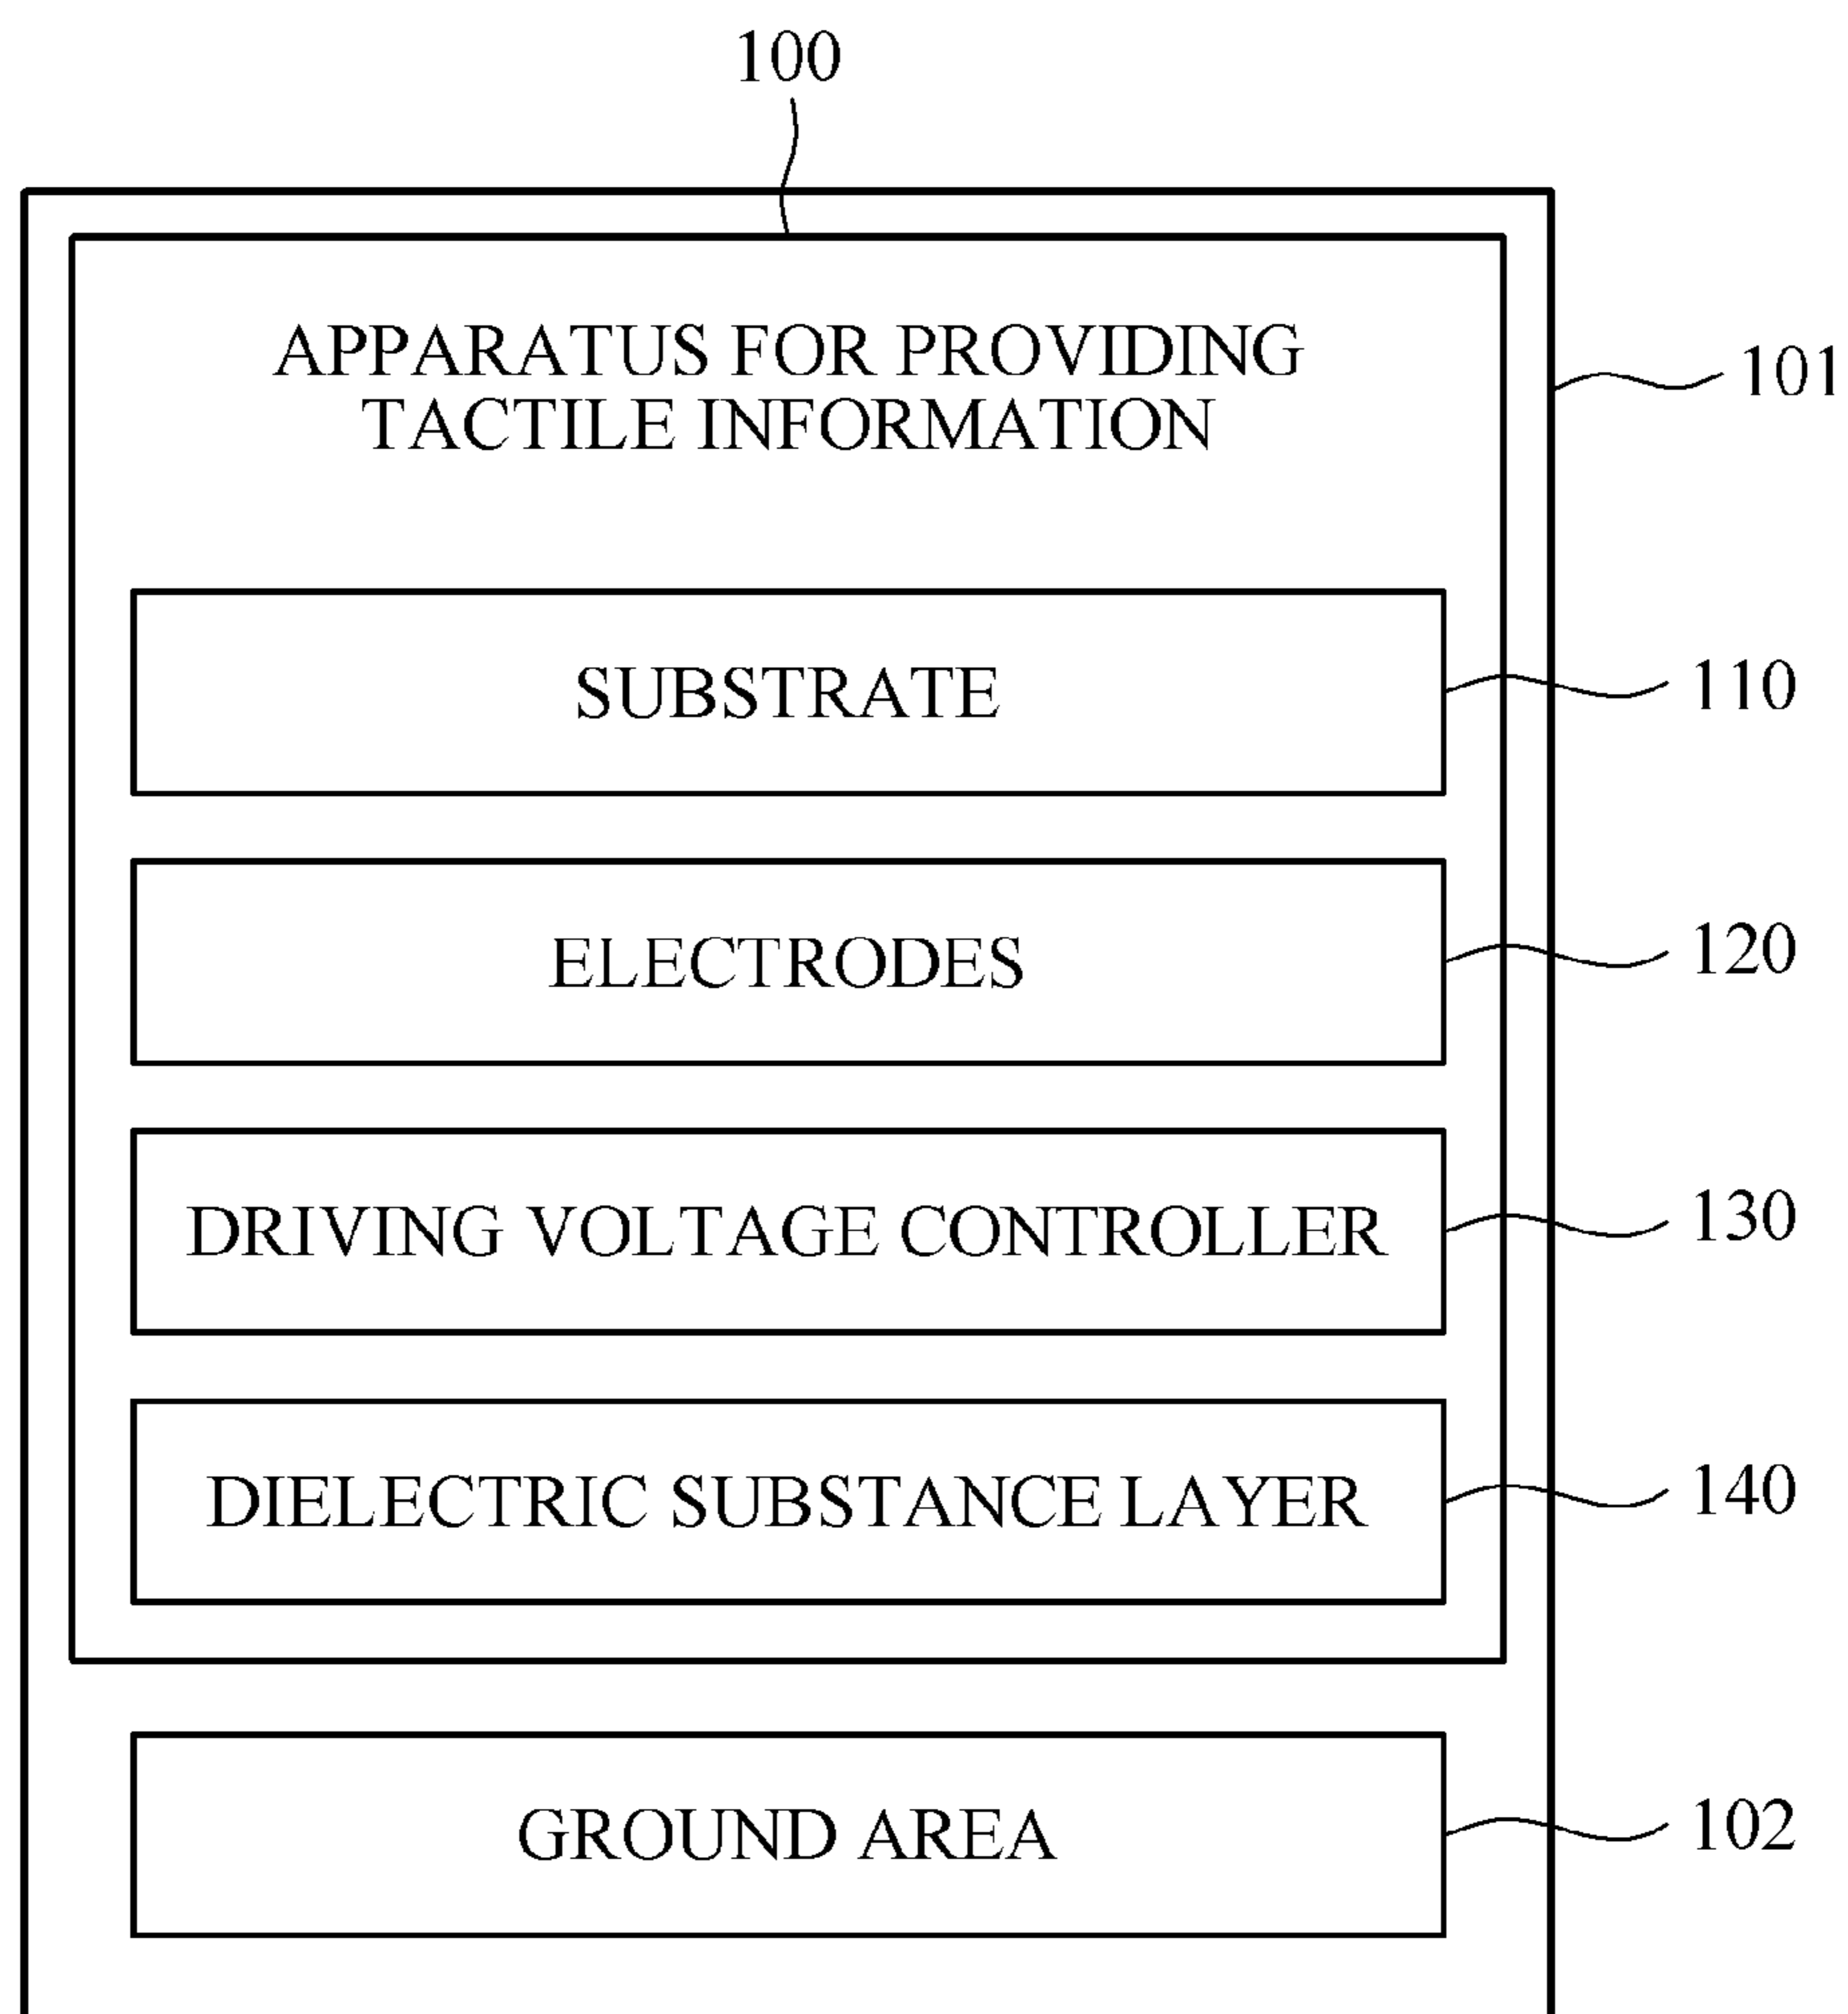 100
APPARATUS FOR PROVIDING
TACTILE INFORMATION
101
SUBSTRATE
110
ELECTRODES
120
DRIVING VOLTAGE CONTROLLER
130
DIELECTRIC SUBSTANCE LAYER
140
GROUND AREA
102